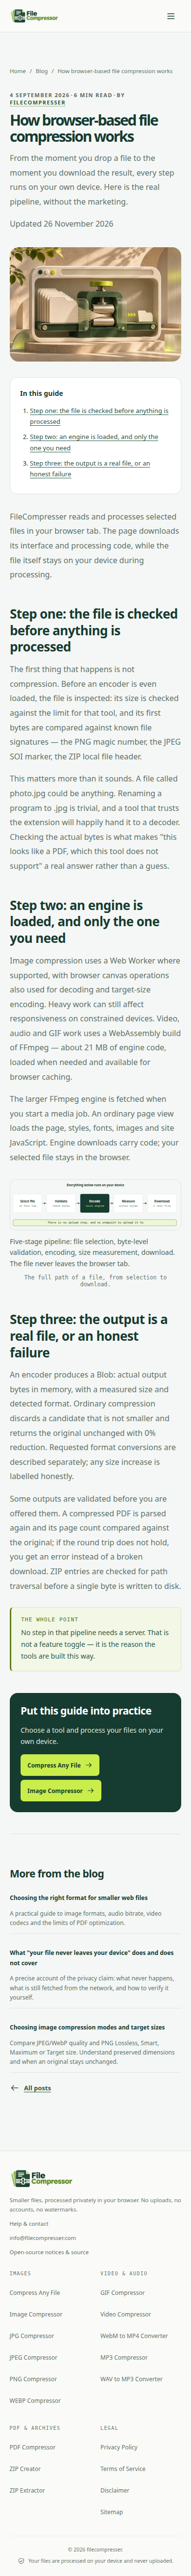 File
Compressor
Home / Blog / How browser-based file compression works
4 SEPTEMBER 2026 · 6 MIN READ · BY
FILECOMPRESSOR
How browser-based file
compression works
From the moment you drop a file to the
moment you download the result, every step
runs on your own device. Here is the real
pipeline, without the marketing.
Updated 26 November 2026
In this guide
1. Step one: the file is checked before anything is
processed
2. Step two: an engine is loaded, and only the
one you need
3. Step three: the output is a real file, or an
honest failure
FileCompressor reads and processes selected
files in your browser tab. The page downloads
its interface and processing code, while the
file itself stays on your device during
processing.
Step one: the file is checked
before anything is
processed
The first thing that happens is not
compression. Before an encoder is even
loaded, the file is inspected: its size is checked
against the limit for that tool, and its first
bytes are compared against known file
signatures — the PNG magic number, the JPEG
SOI marker, the ZIP local file header.
This matters more than it sounds. A file called
photo.jpg could be anything. Renaming a
program to .jpg is trivial, and a tool that trusts
the extension will happily hand it to a decoder.
Checking the actual bytes is what makes "this
looks like a PDF, which this tool does not
support" a real answer rather than a guess.
Step two: an engine is
loaded, and only the one
you need
Image compression uses a Web Worker where
supported, with browser canvas operations
also used for decoding and target-size
encoding. Heavy work can still affect
responsiveness on constrained devices. Video,
audio and GIF work uses a WebAssembly build
of FFmpeg — about 21 MB of engine code,
loaded when needed and available for
browser caching.
The larger FFmpeg engine is fetched when
you start a media job. An ordinary page view
loads the page, styles, fonts, images and site
JavaScript. Engine downloads carry code; your
selected file stays in the browser.
Everything below runs on your device
Select file
Validate
Encode
Measure
Download
There is no upload step, and no endpoint to upload it to.
Five-stage pipeline: file selection, byte-level
validation, encoding, size measurement, download.
The file never leaves the browser tab.
The full path of a file, from selection to
download.
Step three: the output is a
real file, or an honest
failure
An encoder produces a Blob: actual output
bytes in memory, with a measured size and
detected format. Ordinary compression
discards a candidate that is not smaller and
returns the original unchanged with 0%
reduction. Requested format conversions are
described separately; any size increase is
labelled honestly.
Some outputs are validated before you are
offered them. A compressed PDF is parsed
again and its page count compared against
the original; if the round trip does not hold,
you get an error instead of a broken
download. ZIP entries are checked for path
traversal before a single byte is written to disk.
THE WHOLE POINT
No step in that pipeline needs a server. That is
not a feature toggle — it is the reason the
tools are built this way.
Put this guide into practice
Choose a tool and process your files on your
own device.
Compress Any File →
Image Compressor →
More from the blog
Choosing the right format for smaller web files
A practical guide to image formats, audio bitrate, video
codecs and the limits of PDF optimization.
What "your file never leaves your device" does and does
not cover
A precise account of the privacy claim: what never happens,
what is still fetched from the network, and how to verify it
yourself.
Choosing image compression modes and target sizes
Compare JPEG/WebP quality and PNG Lossless, Smart,
Maximum or Target size. Understand preserved dimensions
and when an original stays unchanged.
← All posts
File
Compressor
Smaller files, processed privately in your browser. No uploads, no
accounts, no watermarks.
Help & contact
info@filecompresser.com
Open-source notices & source
IMAGES
Compress Any File
Image Compressor
JPG Compressor
JPEG Compressor
PNG Compressor
WEBP Compressor
VIDEO & AUDIO
GIF Compressor
Video Compressor
WebM to MP4 Converter
MP3 Compressor
WAV to MP3 Converter
PDF & ARCHIVES
PDF Compressor
ZIP Creator
ZIP Extractor
LEGAL
Privacy Policy
Terms of Service
Disclaimer
Sitemap
© 2026 filecompresser.
Your files are processed on your device and never uploaded.